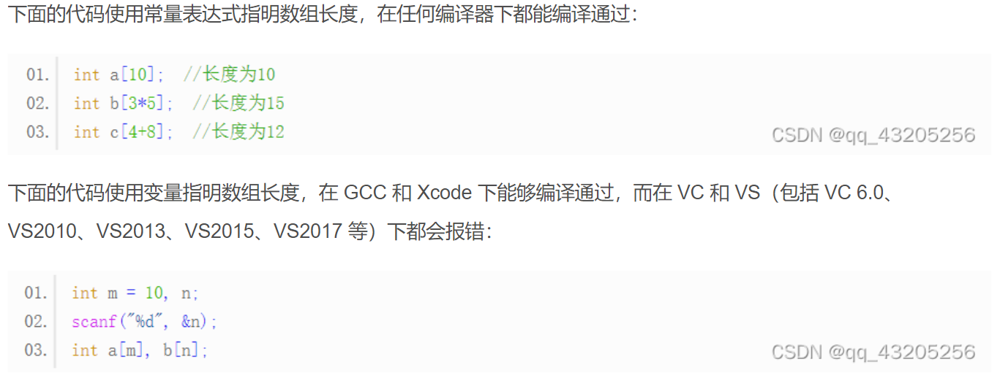 下面的代码使用常量表达式指明数组长度，在任何编译器下都能编译通过：
01. int a[10]; //长度为10
02. int b[3*5]; //长度为15
03. int c[4+8]; //长度为12
CSDN @qq_43205256
下面的代码使用变量指明数组长度，在 GCC 和 Xcode 下能够编译通过，而在 VC 和 VS（包括 VC 6.0、
VS2010、VS2013、VS2015、VS2017 等）下都会报错：
01. int m = 10, n;
02. scanf("%d", &n);
03. int a[m], b[n];
CSDN @qq_43205256